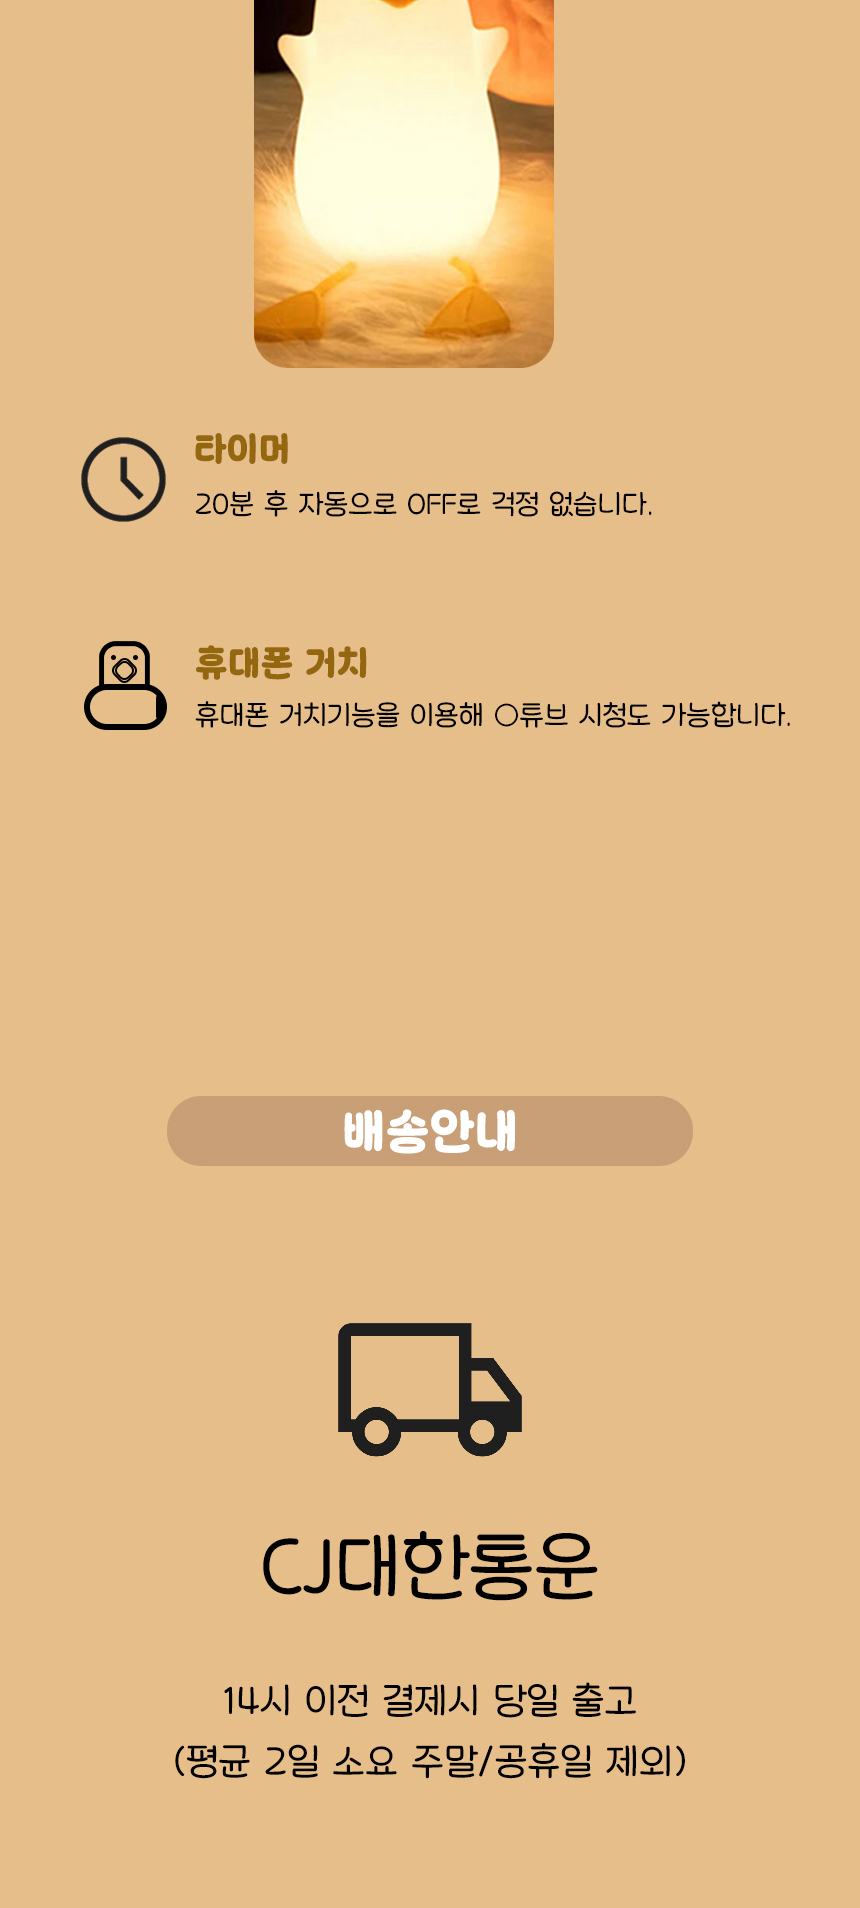 타이머
20분 후 자동으로 OFF로 걱정 없습니다.
휴대폰 거치
휴대폰 거치기능을 이용해 ○튜브 시청도 가능합니다.
배송안내
CJ대한통운
14시 이전 결제시 당일 출고
(평균 2일 소요 주말/공휴일 제외)